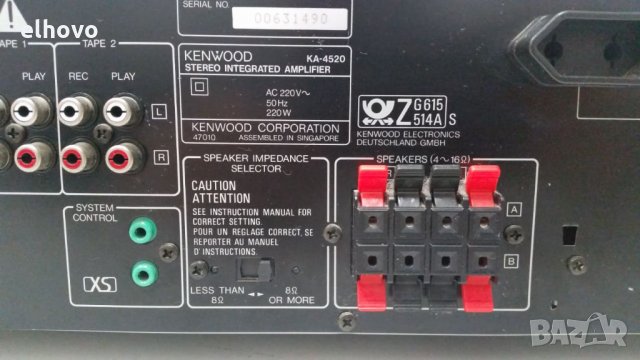 elhovo
SERIAL NO.
00631490
TAPE 1
TAPE 2
PLAY
REC
PLAY
L
R
KENWOOD KA-4520
STEREO INTEGRATED AMPLIFIER
AC 220V~
50Hz
220W
KENWOOD CORPORATION
47010 ASSEMBLED IN SINGAPORE
Z G615
514A S
KENWOOD ELECTRONICS
DEUTSCHLAND GMBH
SPEAKER IMPEDANCE
SELECTOR
CAUTION
ATTENTION
SEE INSTRUCTION MANUAL FOR
CORRECT SETTING.
POUR UN REGLAGE CORRECT, SE
REPORTER AU MANUEL
D'INSTRUCTIONS.
LESS THAN 8Ω
8Ω OR MORE
SPEAKERS (4~16Ω)
R
A
B
SYSTEM
CONTROL
XS
BAZAR